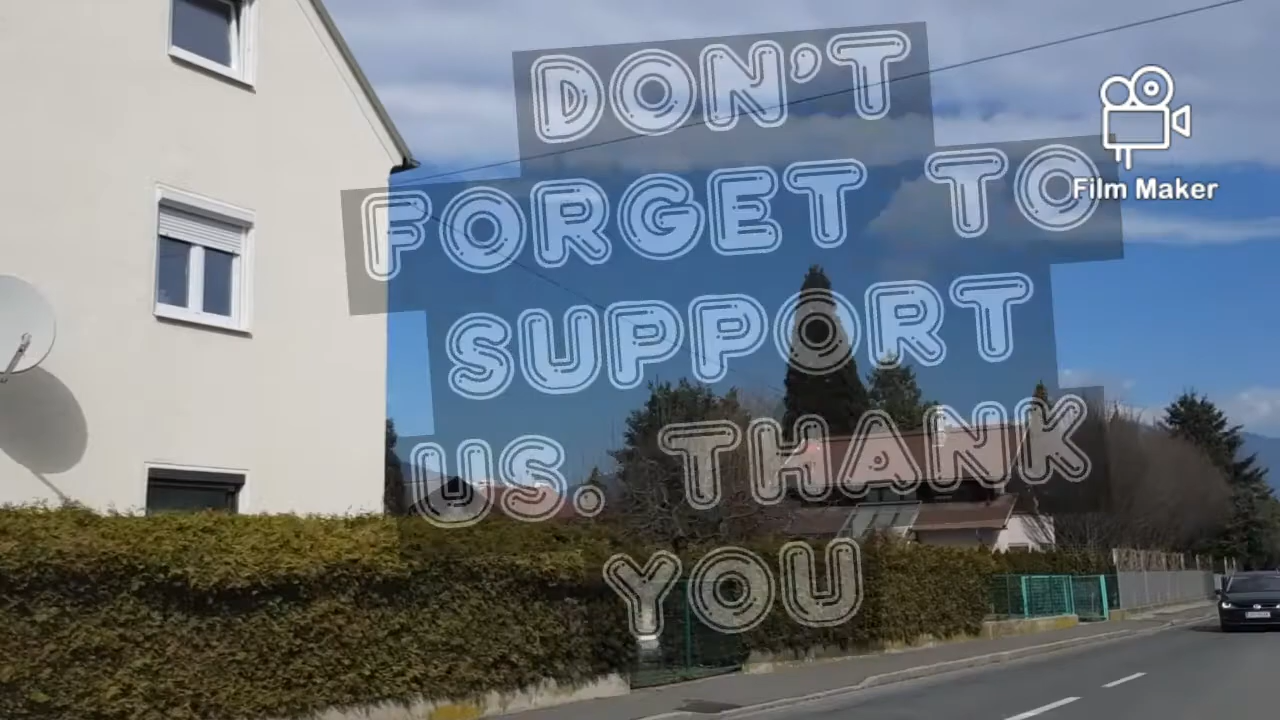 DON'T
FORGET TO
SUPPORT
US. THANK
YOU
Film Maker